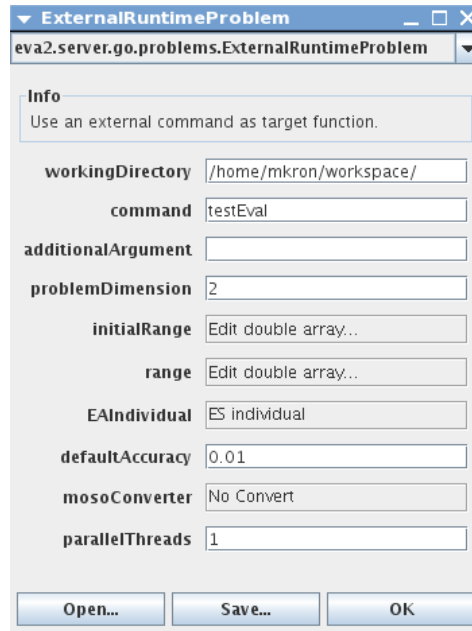 ExternalRuntimeProblem
eva2.server.go.problems.ExternalRuntimeProblem
Info
Use an external command as target function.
workingDirectory /home/mkron/workspace/
command testEval
additionalArgument
problemDimension 2
initialRange Edit double array...
range Edit double array...
EAIndividual ES individual
defaultAccuracy 0.01
mosoConverter No Convert
parallelThreads 1
Open... Save... OK